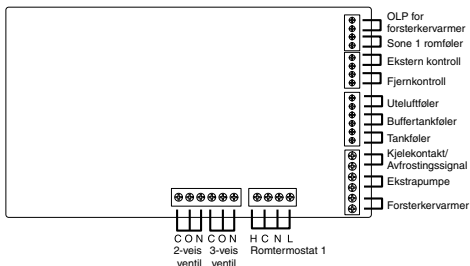 OLP for
forsterkervarmer
Sone 1 romføler
Ekstern kontroll
Fjernkontroll
Uteluftføler
Buffertankføler
Tankføler
Kjelekontakt/
Avfrostingssignal
Ekstrapumpe
Forsterkervarmer
C O N C O N H C N L
2-veis 3-veis Romtermostat 1
ventil ventil